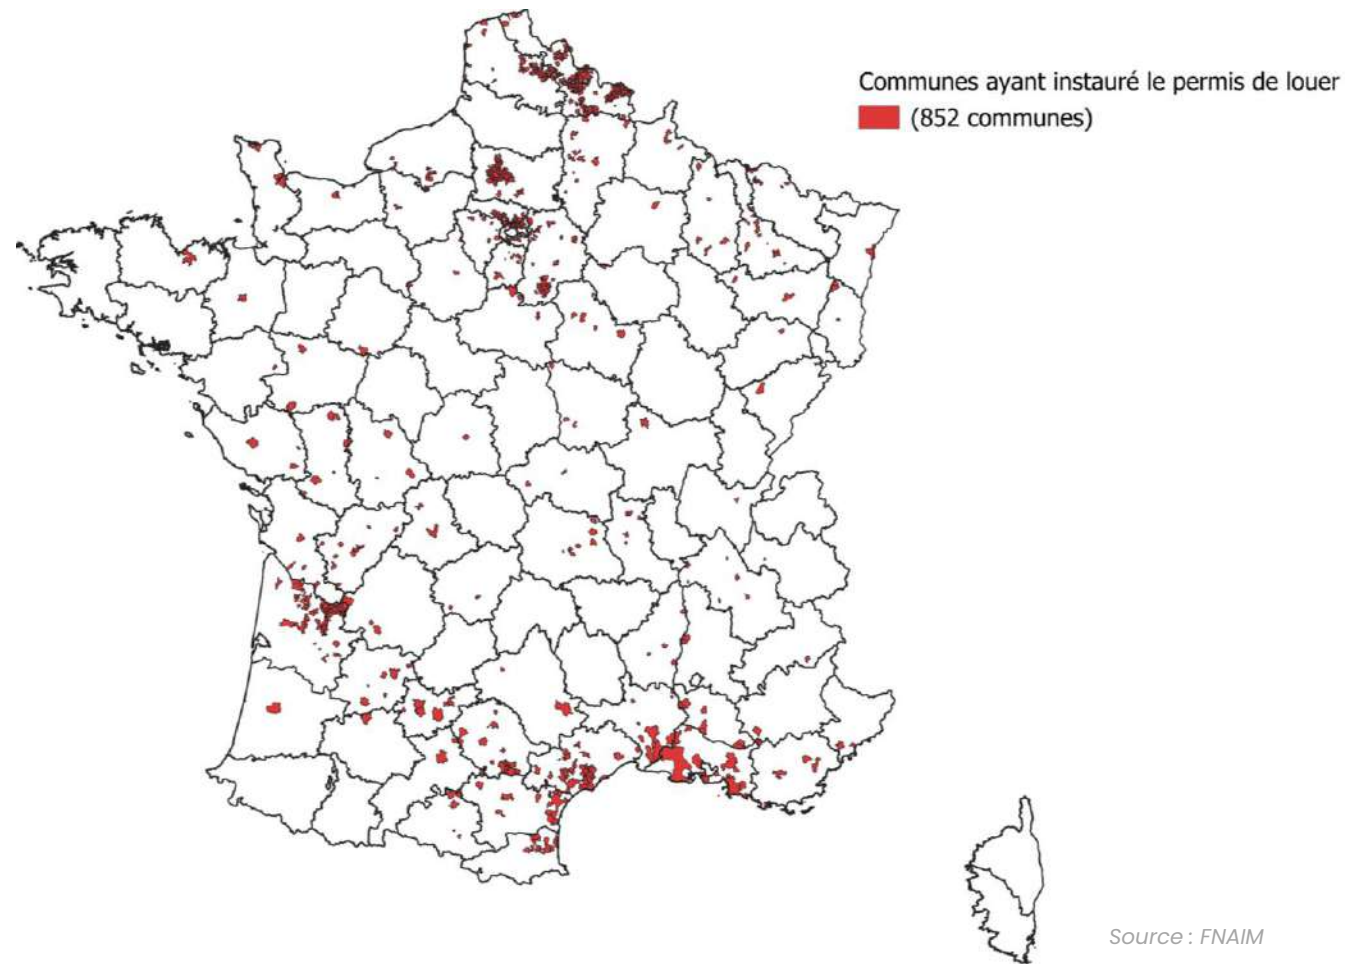 Communes ayant instauré le permis de louer
(852 communes)
Source : FNAIM